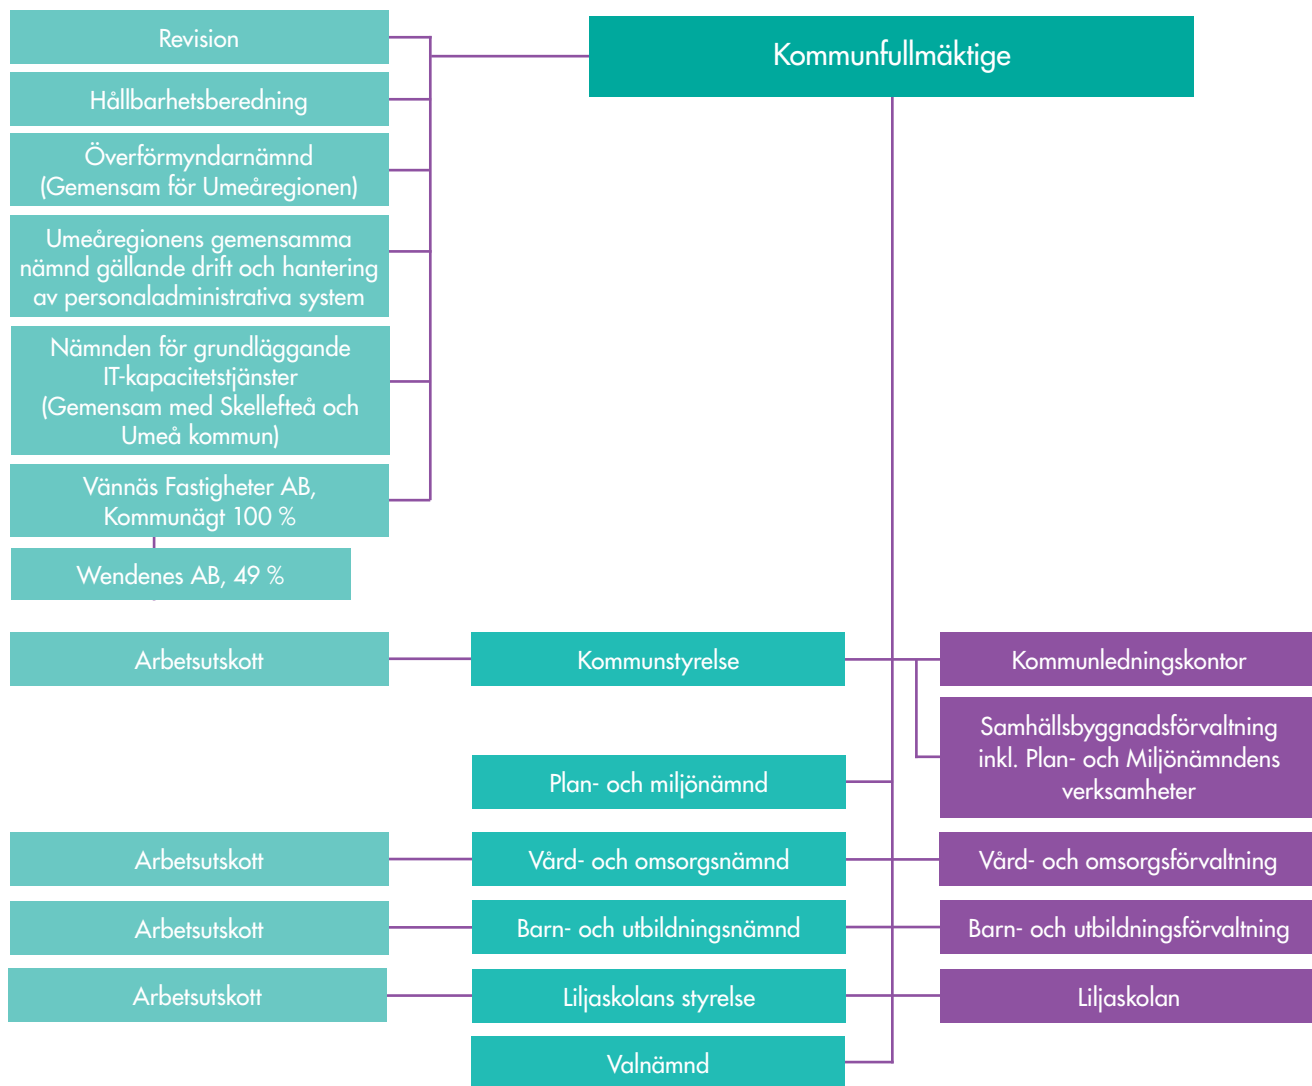 Kommunfullmäktige
Revision
Hållbarhetsberedning
Överförmyndarnämnd
(Gemensam för Umeåregionen)
Umeåregionens gemensamma
nämnd gällande drift och hantering
av personaladministrativa system
Nämnden för grundläggande
IT-kapacitetstjänster
(Gemensam med Skellefteå och
Umeå kommun)
Vännäs Fastigheter AB,
Kommunägt 100 %
Wendenes AB, 49 %
Arbetsutskott
Kommunstyrelse
Kommunledningskontor
Samhällsbyggnadsförvaltning
inkl. Plan- och Miljönämndens
verksamheter
Plan- och miljönämnd
Arbetsutskott
Vård- och omsorgsnämnd
Vård- och omsorgsförvaltning
Arbetsutskott
Barn- och utbildningsnämnd
Barn- och utbildningsförvaltning
Arbetsutskott
Liljaskolans styrelse
Liljaskolan
Valnämnd